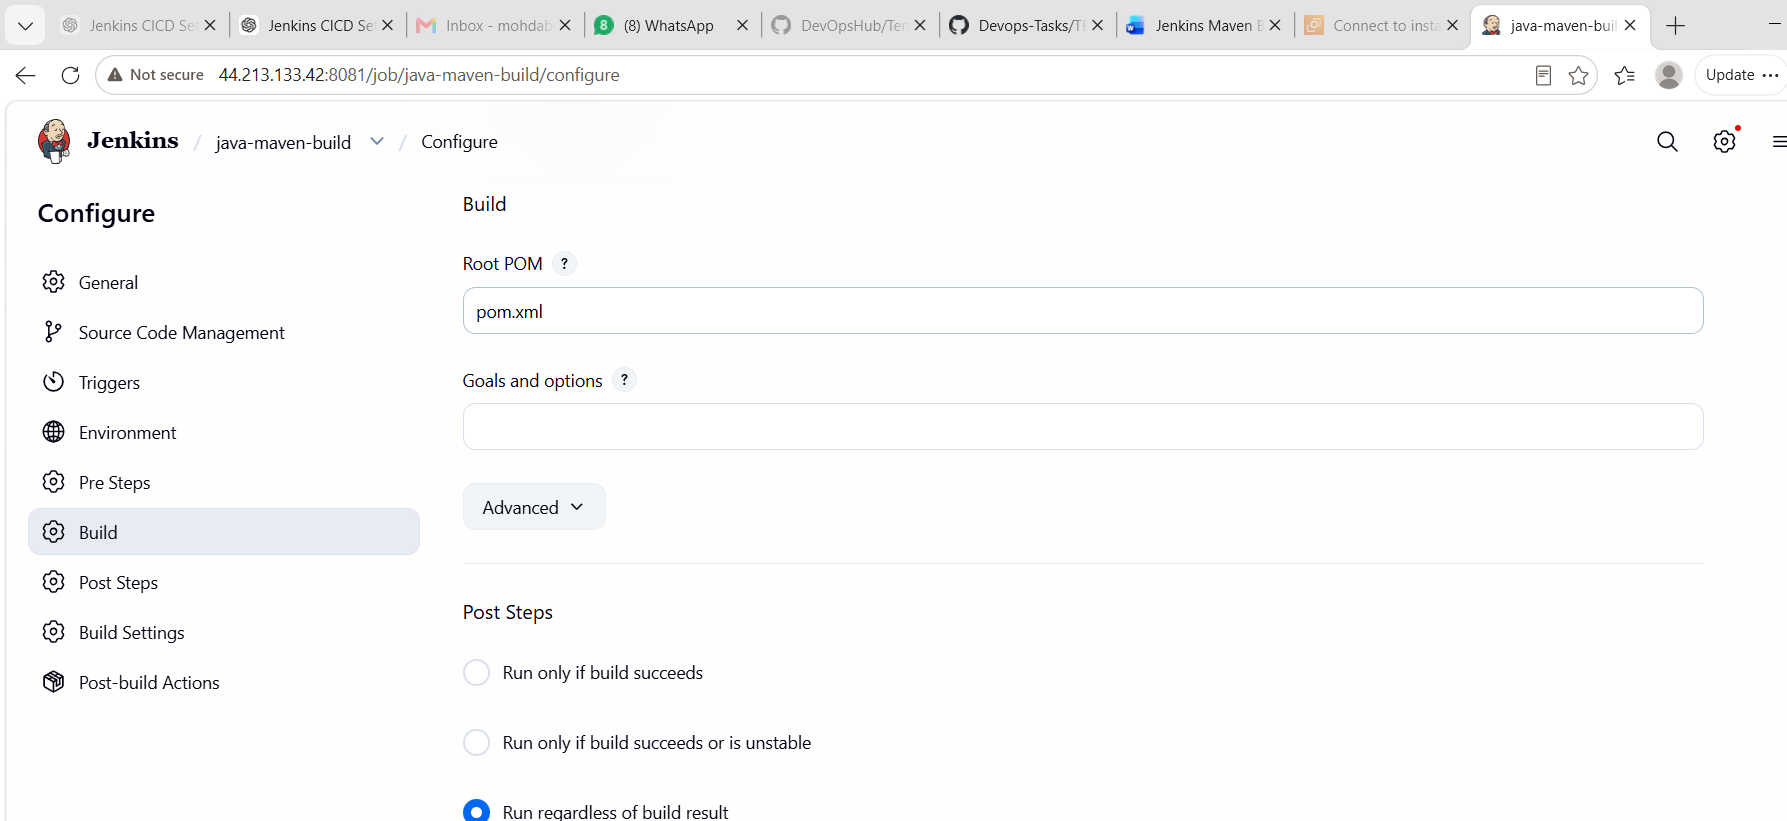 Jenkins CICD Se
Jenkins CICD Se
Inbox - mohdab
8 (8) WhatsApp
DevOpsHub/Ter
Devops-Tasks/TE
Jenkins Maven B
Connect to insta
java-maven-buil
Not secure 44.213.133.42:8081/job/java-maven-build/configure
Update
Jenkins / java-maven-build / Configure
Configure
General
Source Code Management
Triggers
Environment
Pre Steps
Build
Post Steps
Build Settings
Post-build Actions
Build
Root POM ?
pom.xml
Goals and options ?
Advanced
Post Steps
Run only if build succeeds
Run only if build succeeds or is unstable
Run regardless of build result